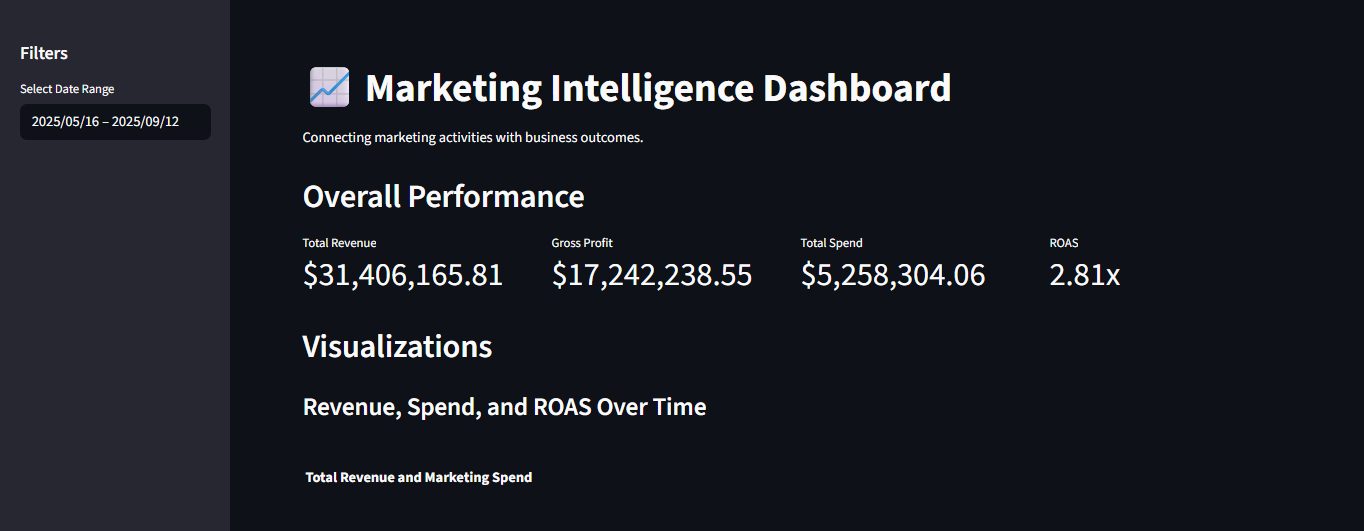 Filters
Select Date Range
2025/05/16 – 2025/09/12
Marketing Intelligence Dashboard
Connecting marketing activities with business outcomes.
Overall Performance
Total Revenue
$31,406,165.81
Gross Profit
$17,242,238.55
Total Spend
$5,258,304.06
ROAS
2.81x
Visualizations
Revenue, Spend, and ROAS Over Time
Total Revenue and Marketing Spend